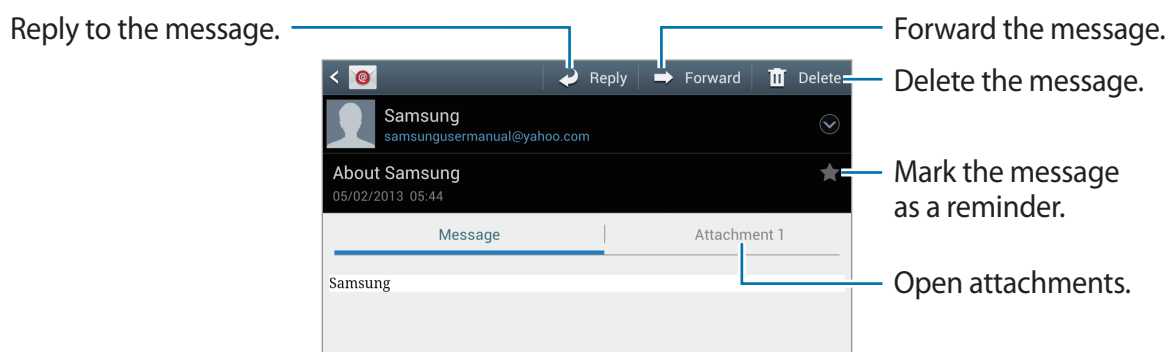 Reply to the message.
Forward the message.
Reply
Forward
Delete
Delete the message.
Samsung
samsungusermanual@yahoo.com
About Samsung
05/02/2013 05:44
Mark the message
as a reminder.
Message
Attachment 1
Samsung
Open attachments.